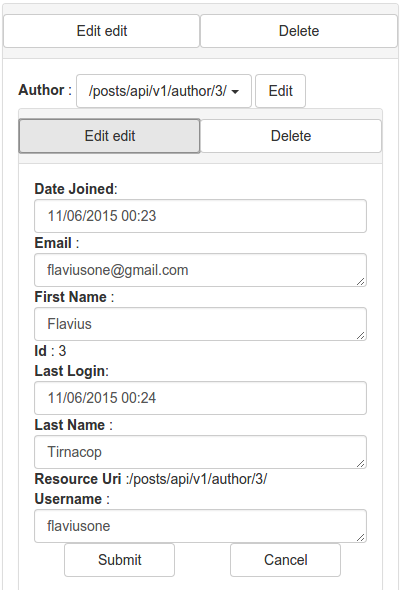 Edit edit Delete
Author : /posts/api/v1/author/3/ Edit
Edit edit Delete
Date Joined:
11/06/2015 00:23
Email :
flaviusone@gmail.com
First Name :
Flavius
Id : 3
Last Login:
11/06/2015 00:24
Last Name :
Tirnacop
Resource Uri :/posts/api/v1/author/3/
Username :
flaviusone
Submit Cancel